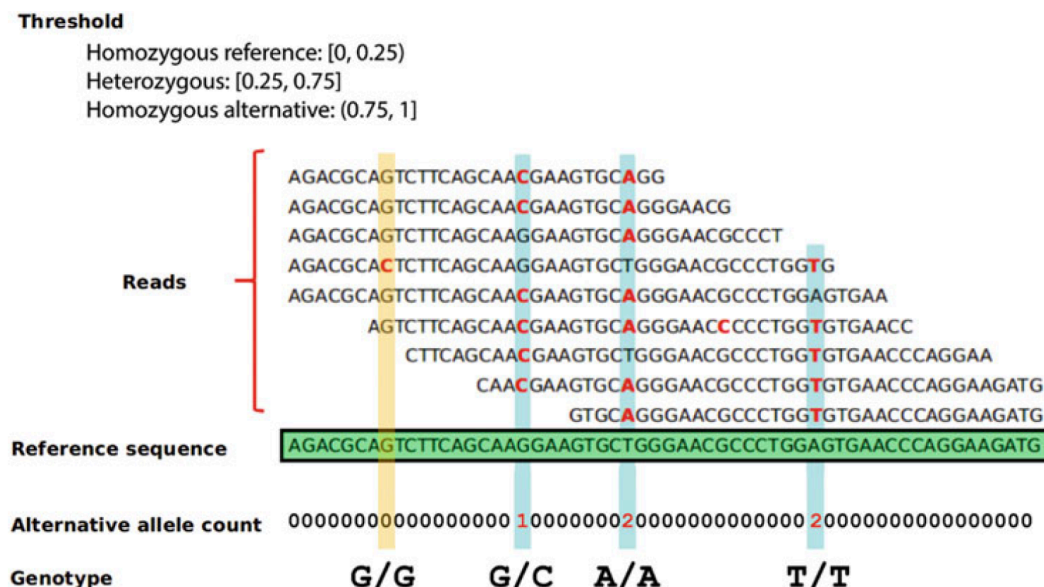 Threshold
Homozygous reference: [0, 0.25)
Heterozygous: [0.25, 0.75]
Homozygous alternative: (0.75, 1]
Reads
AGACGCAGTCTTCAGCAACGAAGTGCAGG
AGACGCAGTCTTCAGCAACGAAGTGCAGGGAACG
AGACGCAGTCTTCAGCAAGGAAGTGCAGGGAACGCCCT
AGACGCACTCTTCAGCAAGGAAGTGCTGGGAACGCCCTGGTG
AGACGCAGTCTTCAGCAACGAAGTGCAGGGAACGCCCTGGAGTGAA
AGTCTTCAGCAACGAAGTGCAGGGAACCCCCTGGTGTGAACC
CTTCAGCAACGAAGTGCTGGGAACGCCCTGGTGTGAACCCAGGAA
CAACGAAGTGCAGGGAACGCCCTGGTGTGAACCCAGGAAGATG
GTGCAGGGAACGCCCTGGTGTGAACCCAGGAAGATG
Reference sequence AGACGCAGTCTTCAGCAAGGAAGTGCTGGGAACGCCCTGGAGTGAACCCAGGAAGATG
Alternative allele count 000000000000000001000000020000000000000200000000000000000
Genotype G/G G/C A/A T/T